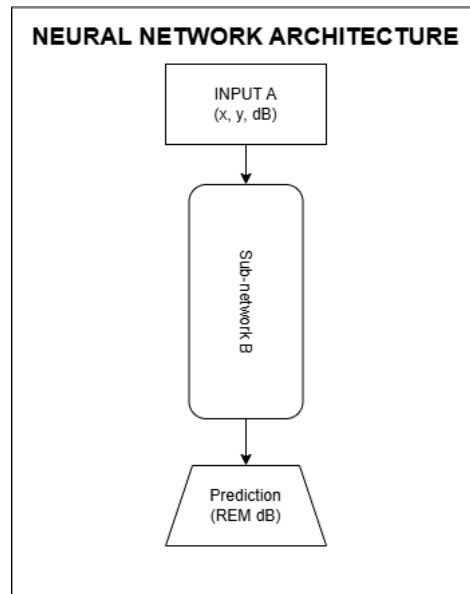 NEURAL NETWORK ARCHITECTURE
INPUT A
(x, y, dB)
Sub-network B
Prediction
(REM dB)